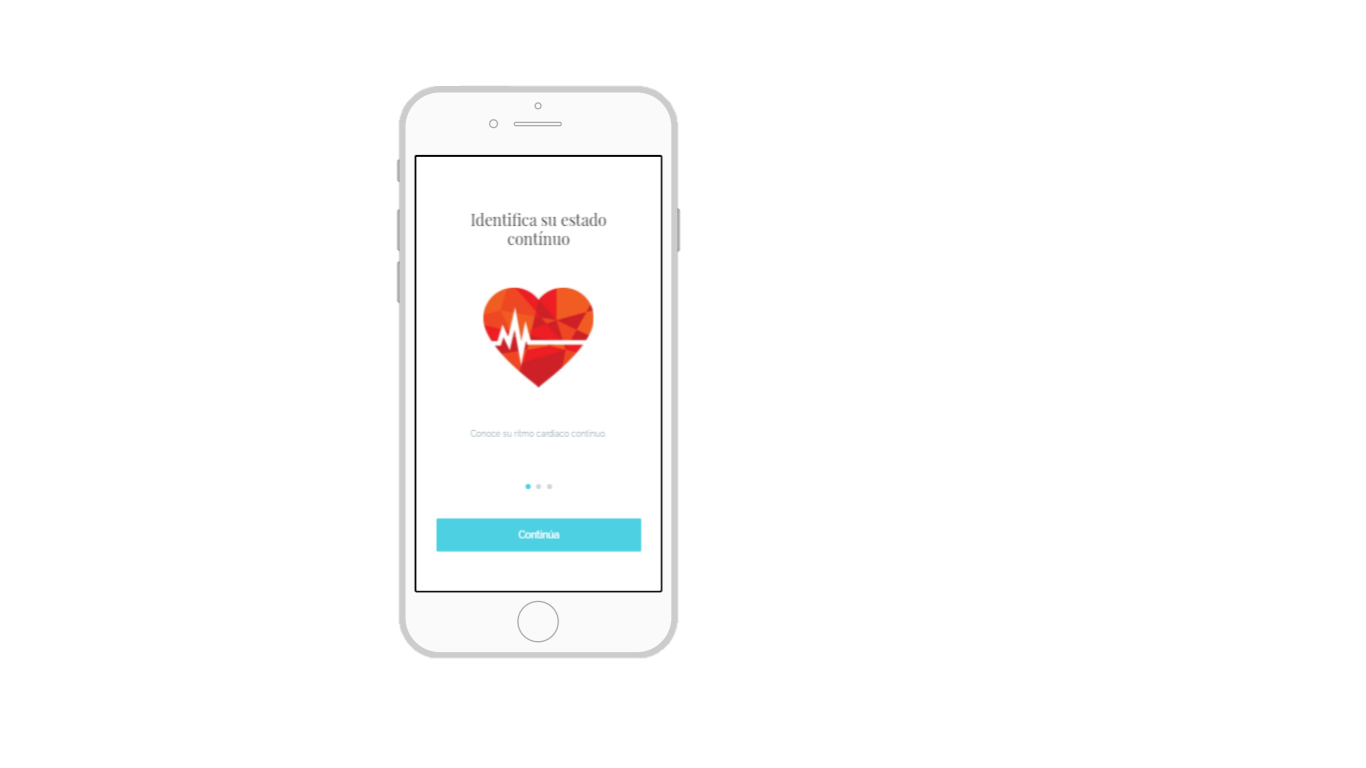 Identifica su estado
contínuo
Conoce su ritmo cardiaco continuo
Continúa